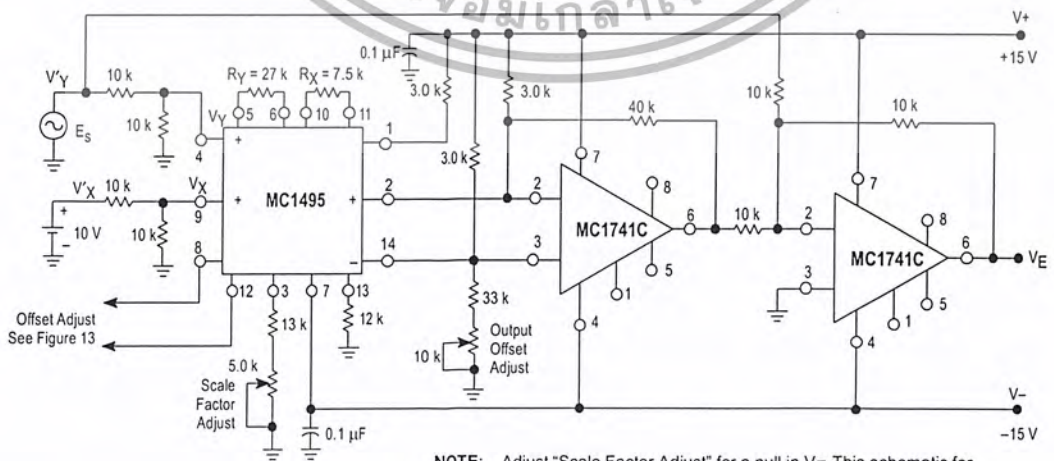 V+
+15 V
0.1 µF
V'Y
10 k
RY = 27 k
RX = 7.5 k
3.0 k
3.0 k
40 k
10 k
10 k
ES
10 k
VY
5
6
10
11
4
+
1
3.0 k
7
7
V'X
10 k
VX
9
+
MC1495
+
2
2
8
MC1741C
6
10 k
2
8
10 V
+
−
10 k
8
−
14
3
5
1
MC1741C
6
VE
3
5
1
12
3
7
13
4
4
Offset Adjust
See Figure 13
13 k
12 k
33 k
10 k
Output
Offset
Adjust
5.0 k
Scale
Factor
Adjust
0.1 µF
V−
−15 V
NOTE: Adjust "Scale Factor Adjust" for a null in VE. This schematic for